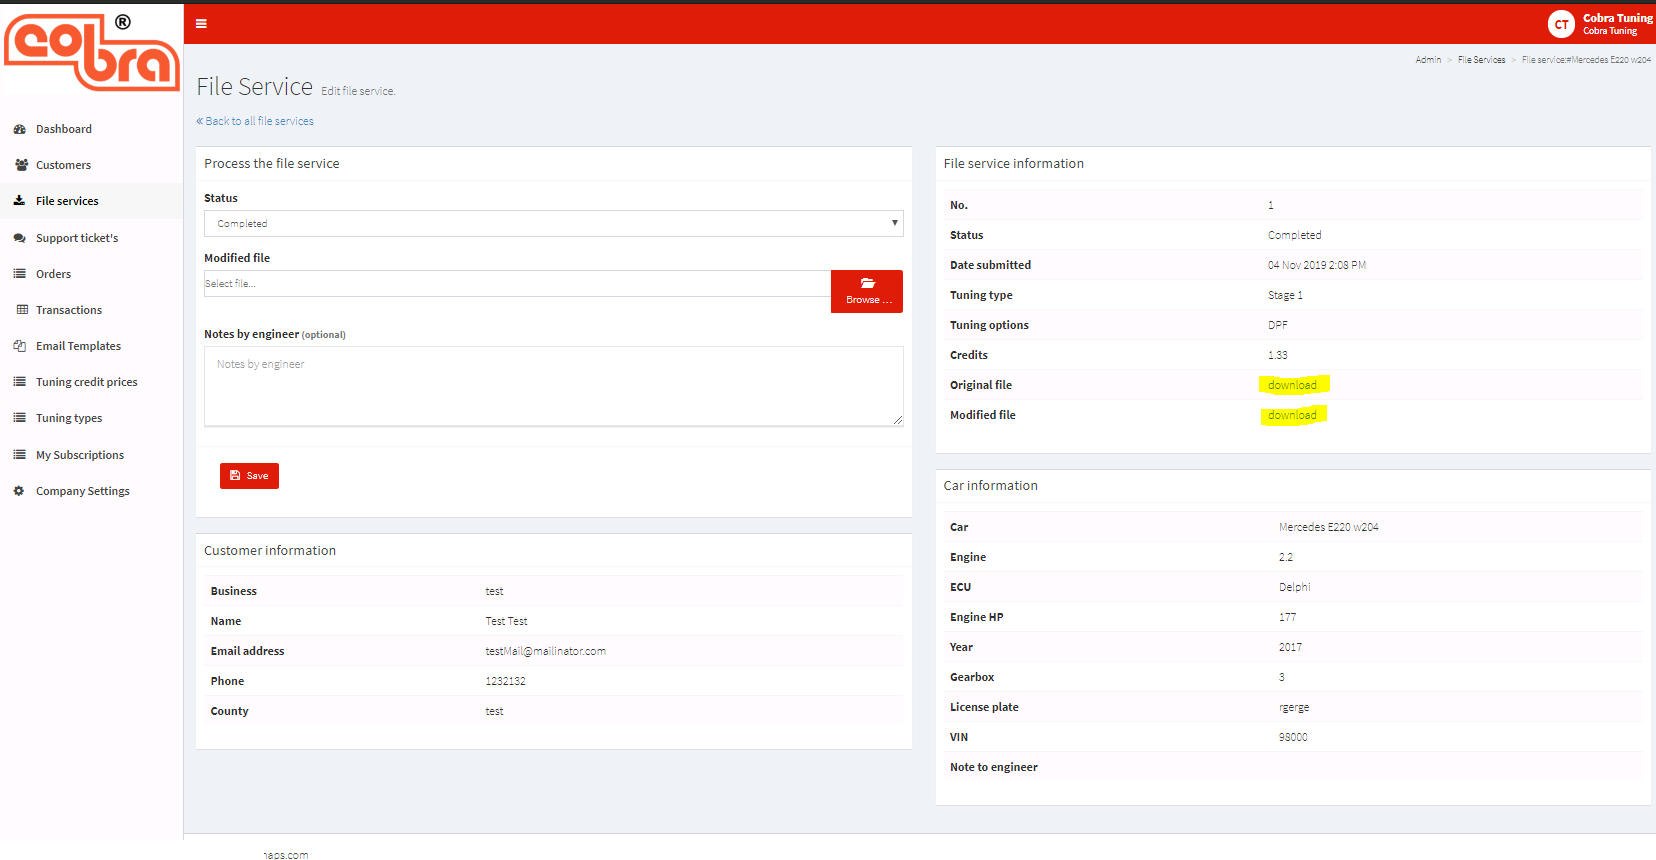 cobra ®
CT
Cobra Tuning
Cobra Tuning
Admin > File Services > File service:#Mercedes E220 w204
File Service Edit file service.
« Back to all file services
Dashboard
Customers
File services
Support ticket's
Orders
Transactions
Email Templates
Tuning credit prices
Tuning types
My Subscriptions
Company Settings
Process the file service
Status
Completed
Modified file
Select file...
Browse ...
Notes by engineer (optional)
Notes by engineer
Save
Customer information
Business test
Name Test Test
Email address testMail@mailinator.com
Phone 1232132
County test
File service information
No. 1
Status Completed
Date submitted 04 Nov 2019 2:08 PM
Tuning type Stage 1
Tuning options DPF
Credits 1.33
Original file download
Modified file download
Car information
Car Mercedes E220 w204
Engine 2.2
ECU Delphi
Engine HP 177
Year 2017
Gearbox 3
License plate rgerge
VIN 98000
Note to engineer